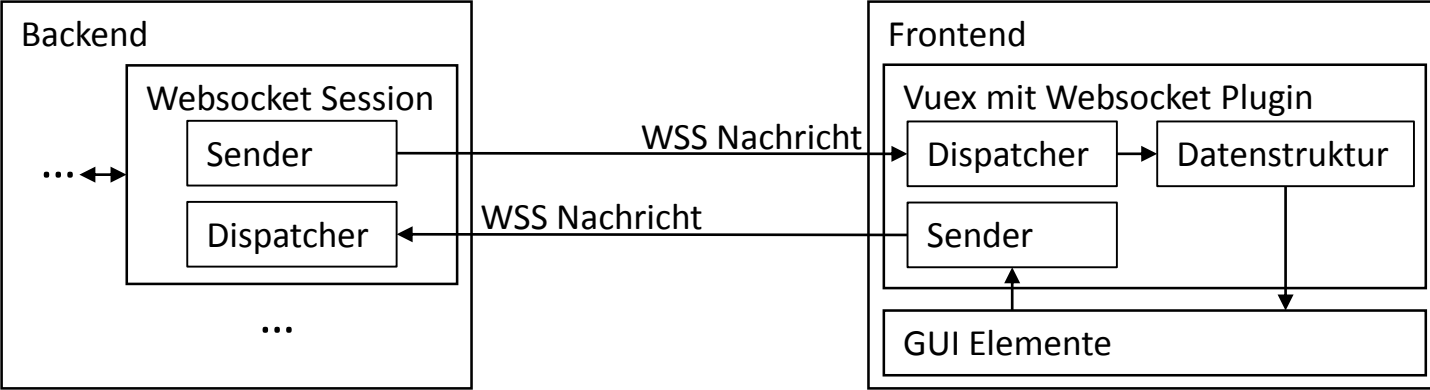 Backend
Websocket Session
Sender
...
Dispatcher
...
WSS Nachricht
WSS Nachricht
Frontend
Vuex mit Websocket Plugin
Dispatcher
Datenstruktur
Sender
GUI Elemente